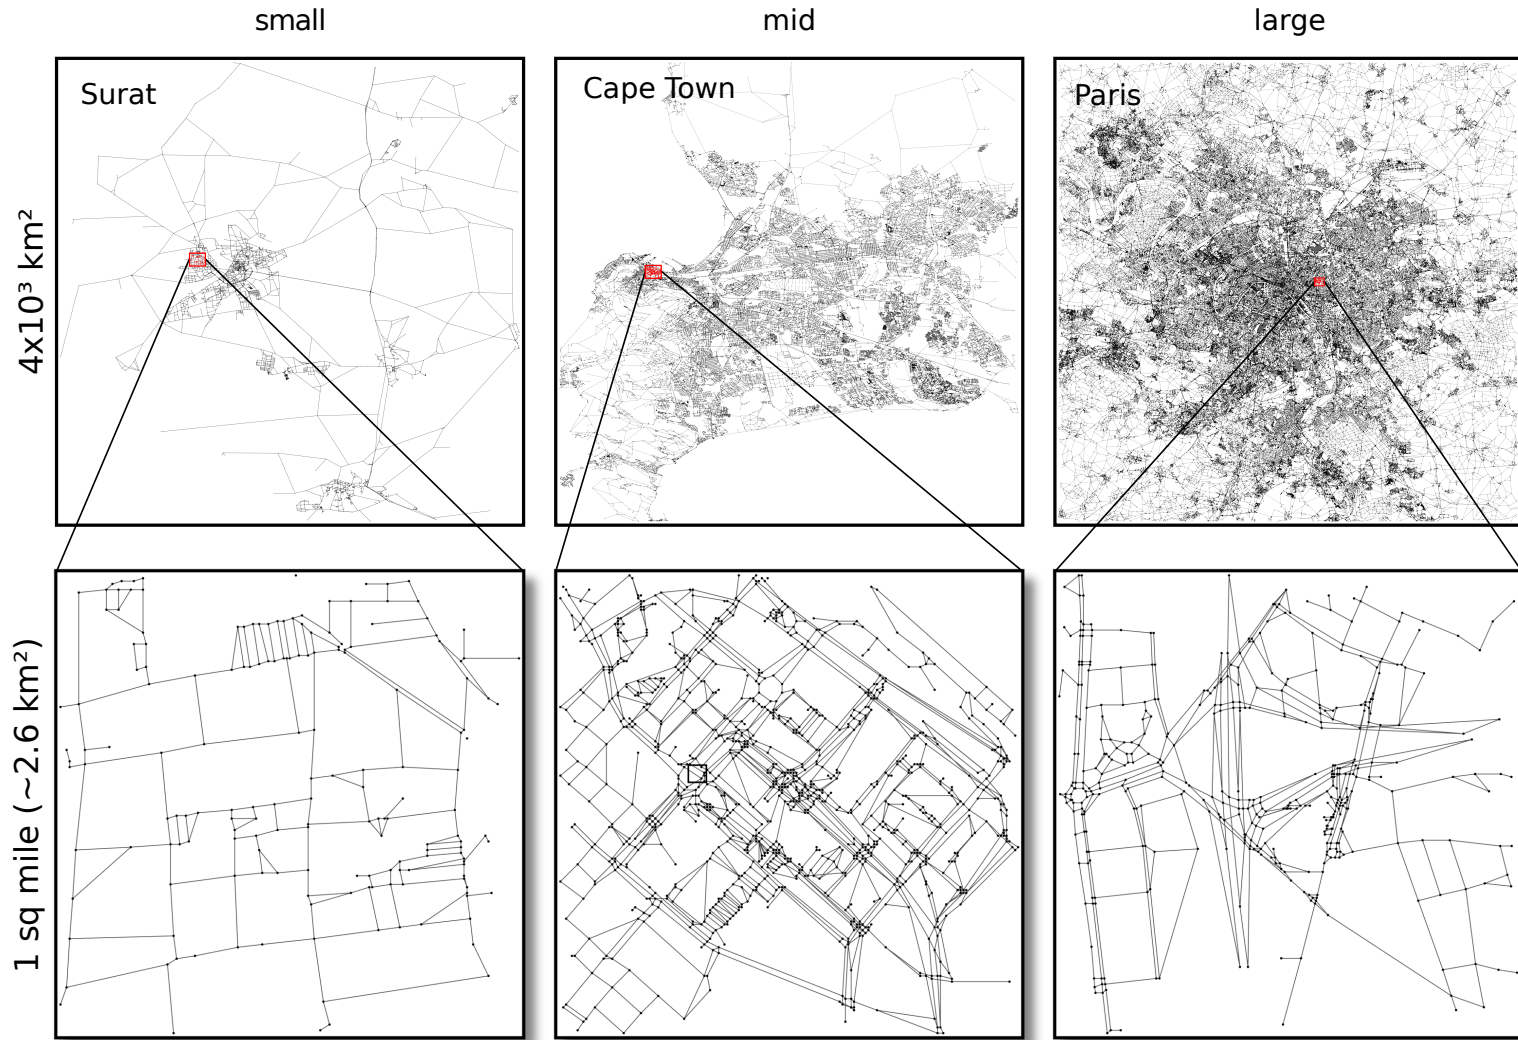 small
mid
large
Surat
Cape Town
Paris
4x10³ km²
1 sq mile (~2.6 km²)